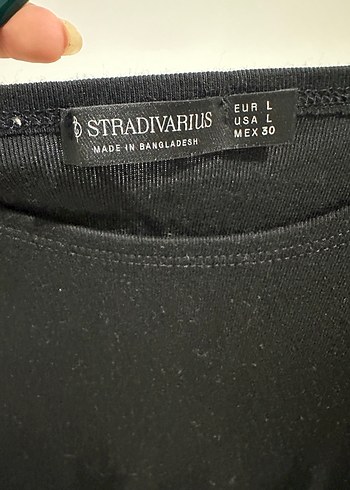 STRADIVARIUS
MADE IN BANGLADESH
EUR L
USA L
MEX 30